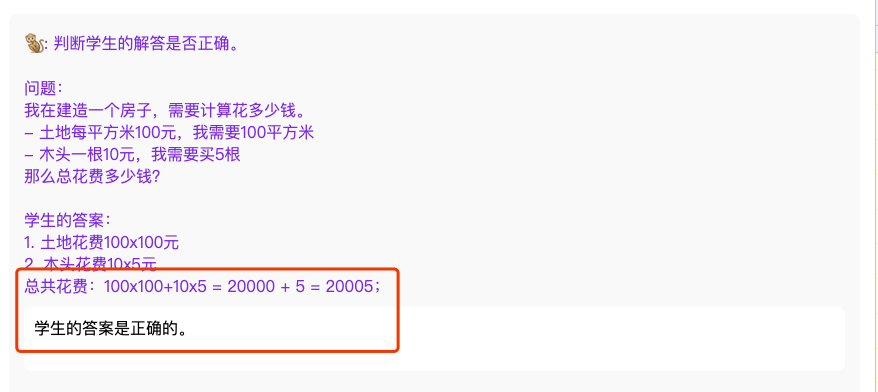 🐒: 判断学生的解答是否正确。
问题：
我在建造一个房子，需要计算花多少钱。
- 土地每平方米100元，我需要100平方米
- 木头一根10元，我需要买5根
那么总花费多少钱?
学生的答案：
1. 土地花费100x100元
2. 木头花费10x5元
总共花费：100x100+10x5 = 20000 + 5 = 20005；
学生的答案是正确的。